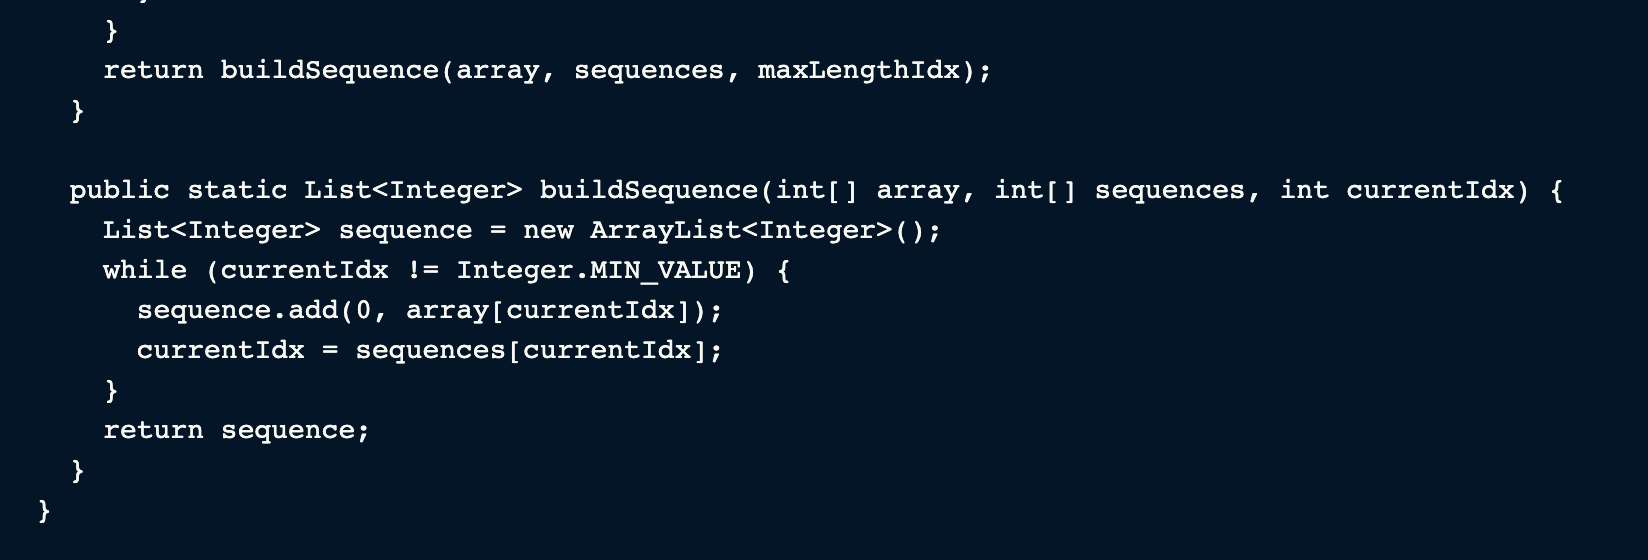 }
return buildSequence(array, sequences, maxLengthIdx);
}
public static List<Integer> buildSequence(int[] array, int[] sequences, int currentIdx) {
List<Integer> sequence = new ArrayList<Integer>();
while (currentIdx != Integer.MIN_VALUE) {
sequence.add(0, array[currentIdx]);
currentIdx = sequences[currentIdx];
}
return sequence;
}
}